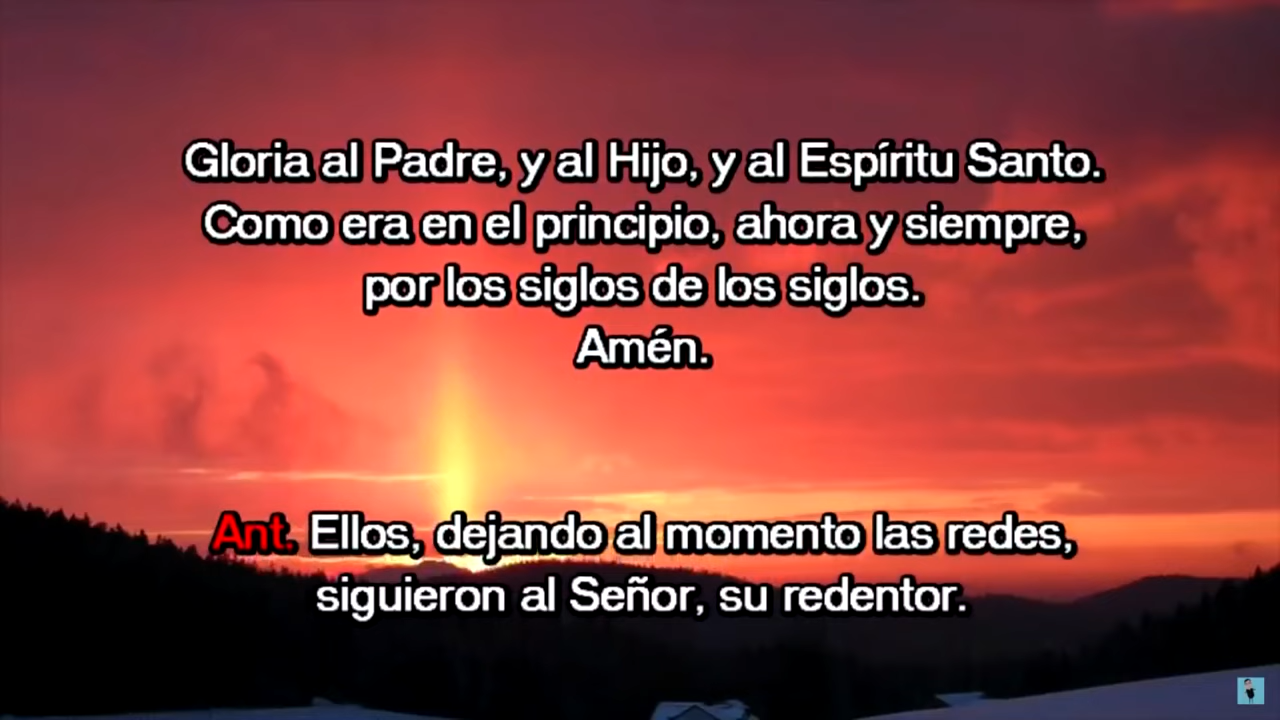 Gloria al Padre, y al Hijo, y al Espíritu Santo.
Como era en el principio, ahora y siempre,
por los siglos de los siglos.
Amén.
Ant. Ellos, dejando al momento las redes,
siguieron al Señor, su redentor.